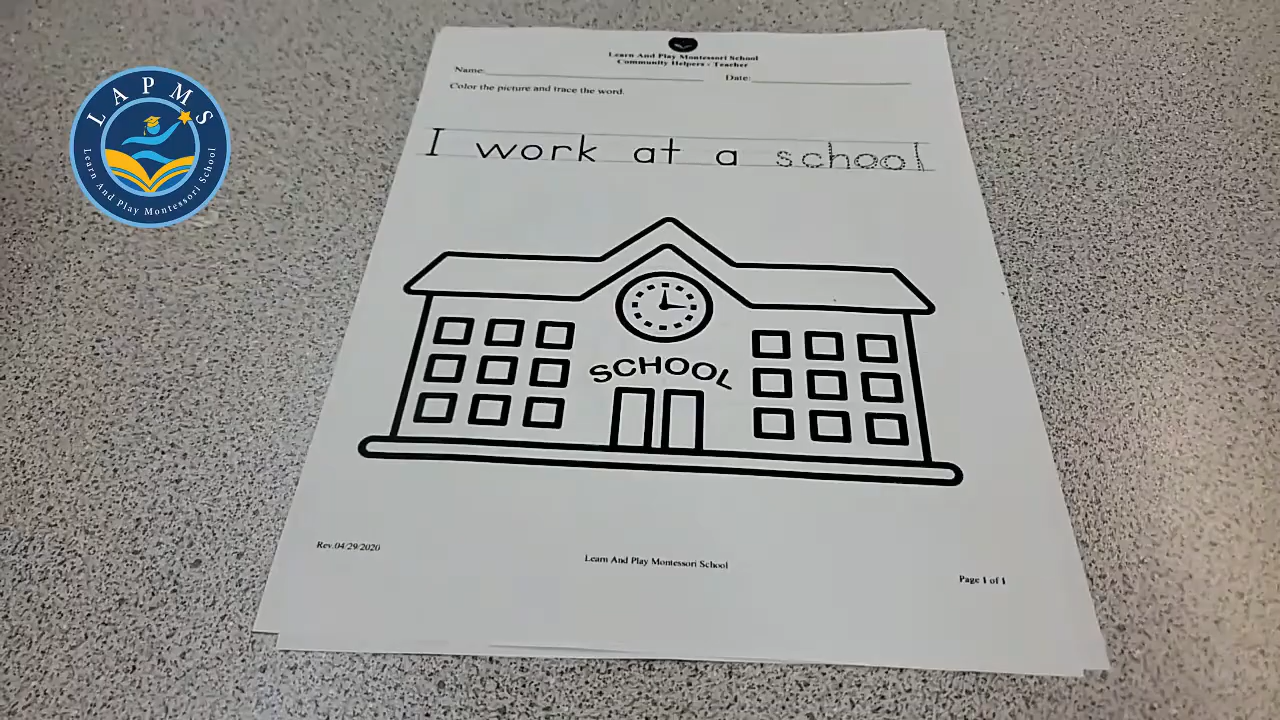 LAPMS
Learn And Play Montessori School
Learn And Play Montessori School
Community Helpers - Teacher
Name: Date:
Color the picture and trace the word.
I work at a school
SCHOOL
Rev.04/29/2020
Learn And Play Montessori School
Page 1 of 1